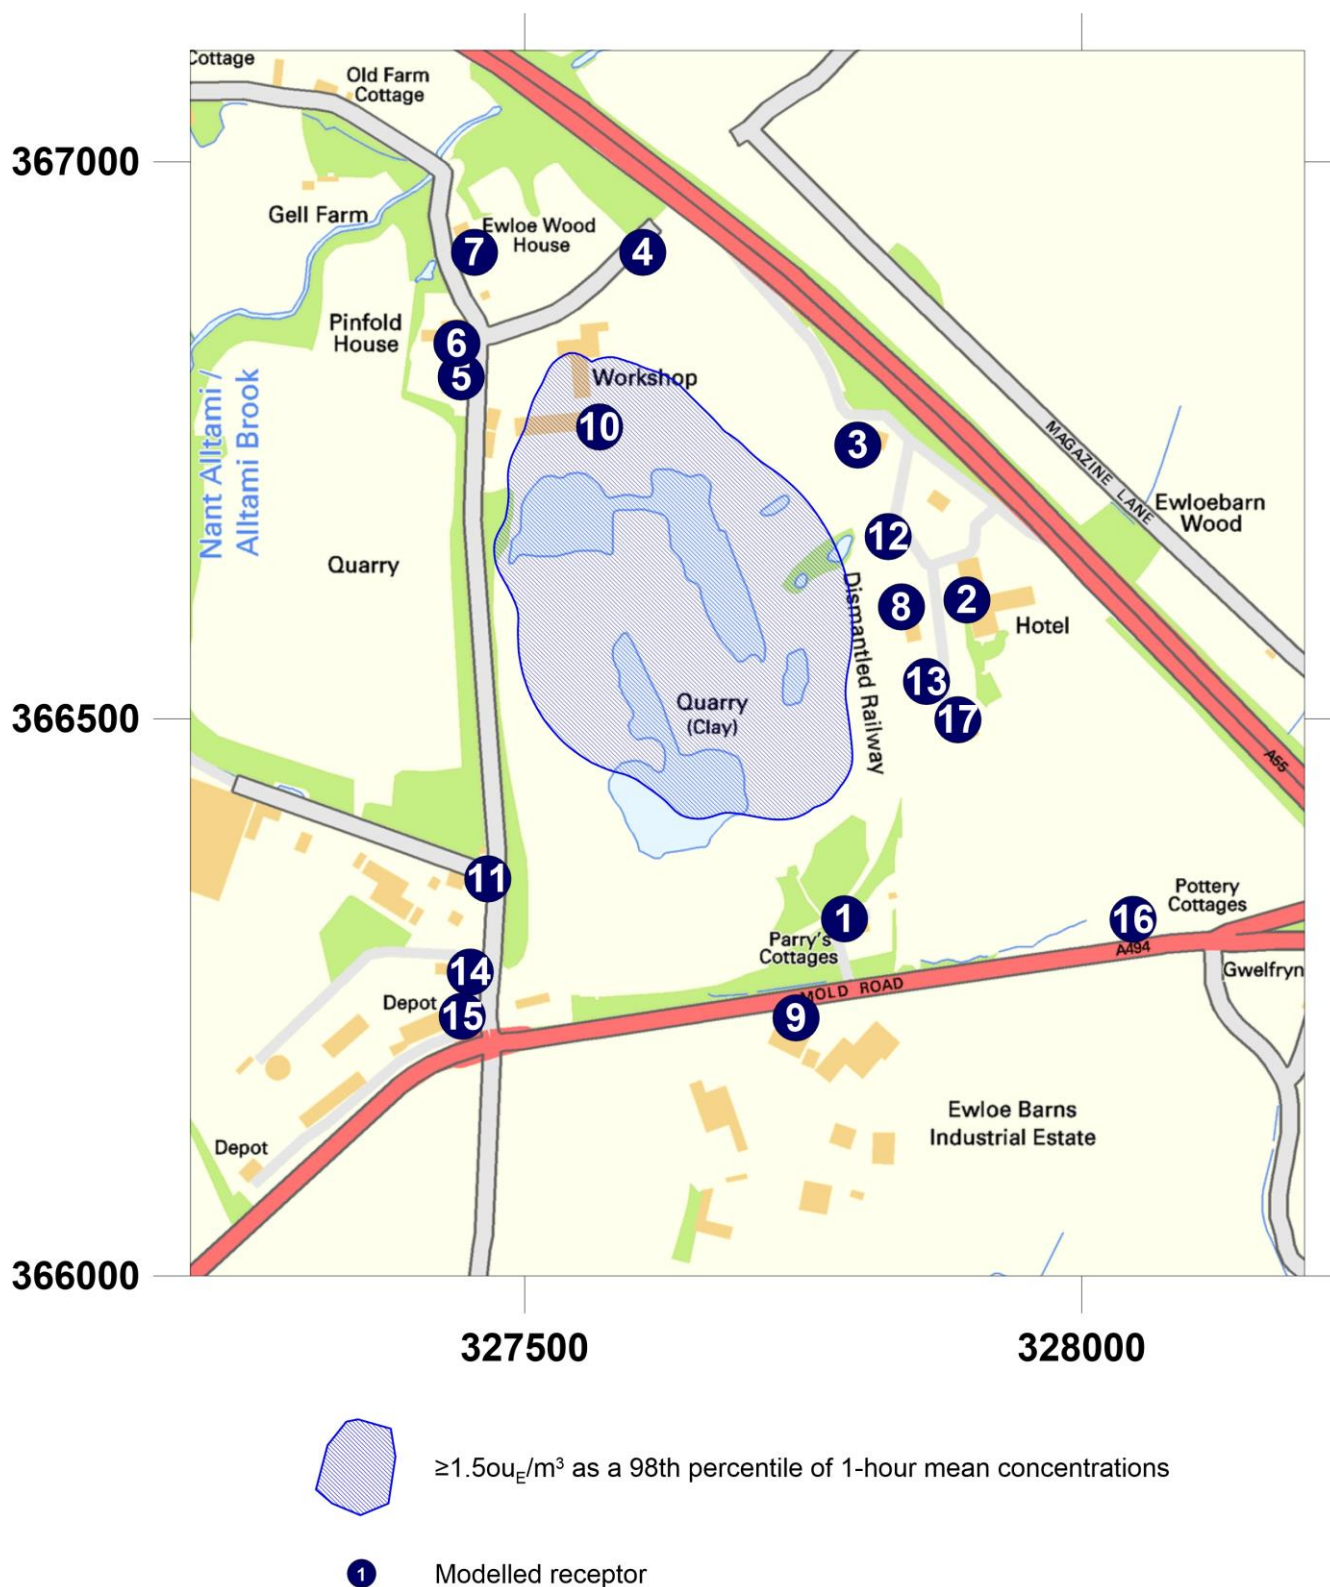 Cottage
Old Farm
Cottage
367000
Gell Farm
Ewloe Wood
House
7
4
Pinfold
House
6
5
Workshop
Nant Alltami /
Alltami Brook
10
3
MAGAZINE LANE
Ewloebarn
Wood
12
Quarry
Dismantled Railway
8
2
Hotel
13
366500
Quarry
(Clay)
17
A55
11
Pottery
Cottages
1
16
Parry's
Cottages
A494
14
Gwelfryn
Depot
MOLD ROAD
15
9
Ewloe Barns
Industrial Estate
Depot
366000
327500
328000
≥1.5ouE/m³ as a 98th percentile of 1-hour mean concentrations
1
Modelled receptor